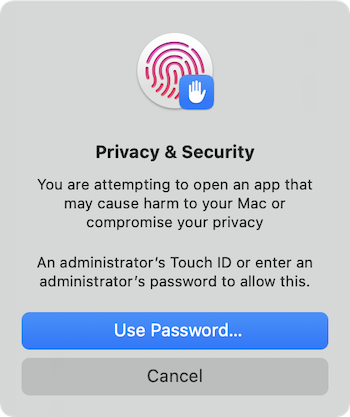 Privacy & Security
You are attempting to open an app that
may cause harm to your Mac or
compromise your privacy
An administrator’s Touch ID or enter an
administrator’s password to allow this.
Use Password...
Cancel